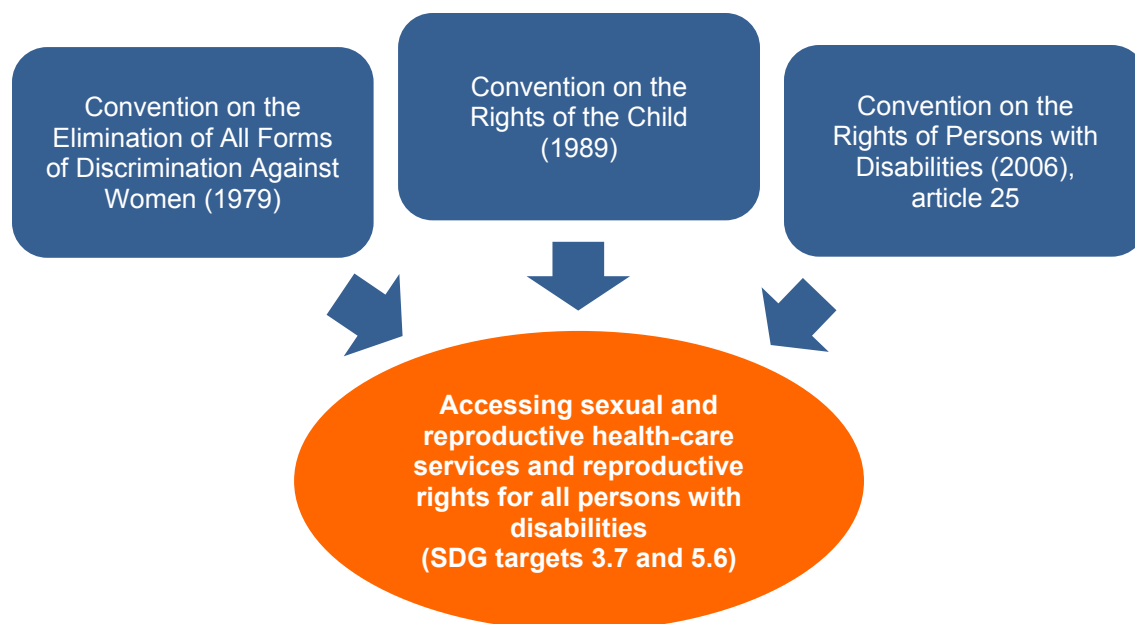 Convention on the
Elimination of All Forms
of Discrimination Against
Women (1979)
Convention on the
Rights of the Child
(1989)
Convention on the
Rights of Persons with
Disabilities (2006),
article 25
Accessing sexual and
reproductive health-care
services and reproductive
rights for all persons with
disabilities
(SDG targets 3.7 and 5.6)